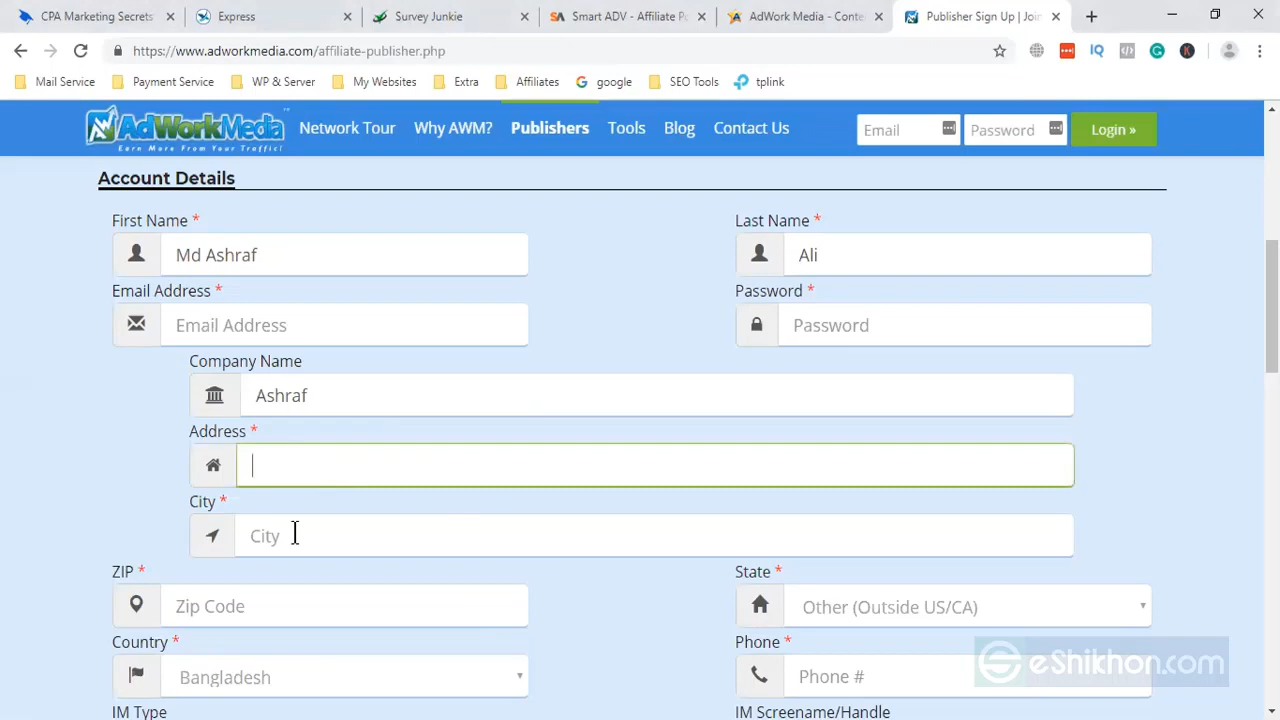 CPA Marketing Secrets
Express
Survey Junkie
Smart ADV - Affiliate P
AdWork Media - Conte
Publisher Sign Up | Joi
https://www.adworkmedia.com/affiliate-publisher.php
Mail Service
Payment Service
WP & Server
My Websites
Extra
Affiliates
google
SEO Tools
tplink
AdWorkMedia
Earn More From Your Traffic!
Network Tour
Why AWM?
Publishers
Tools
Blog
Contact Us
Email
Password
Login »
Account Details
First Name *
Last Name *
Md Ashraf
Ali
Email Address *
Password *
Email Address
Password
Company Name
Ashraf
Address *
City *
City
ZIP *
State *
Zip Code
Other (Outside US/CA)
Country *
Phone *
Bangladesh
Phone #
eShikhon.com
IM Type
IM Screename/Handle